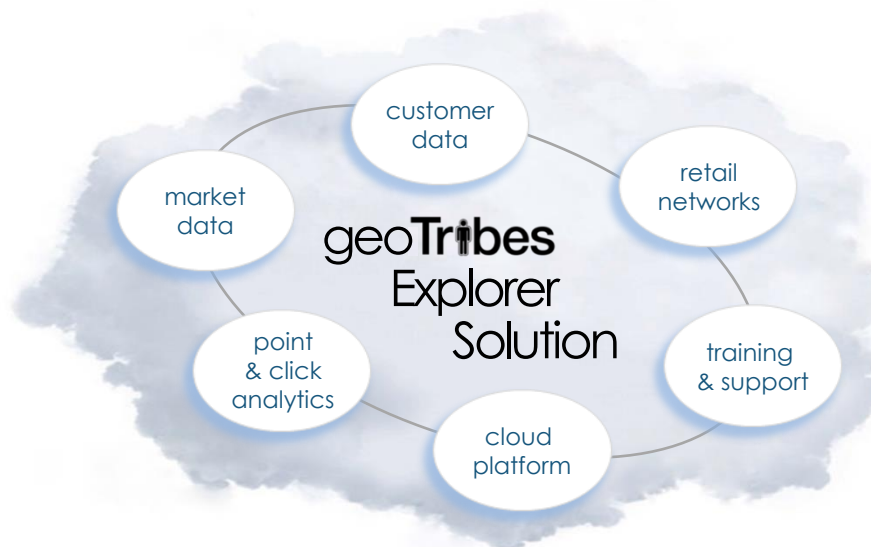 customer
data
retail
networks
market
data
geoTribes
Explorer
Solution
point
& click
analytics
training
& support
cloud
platform